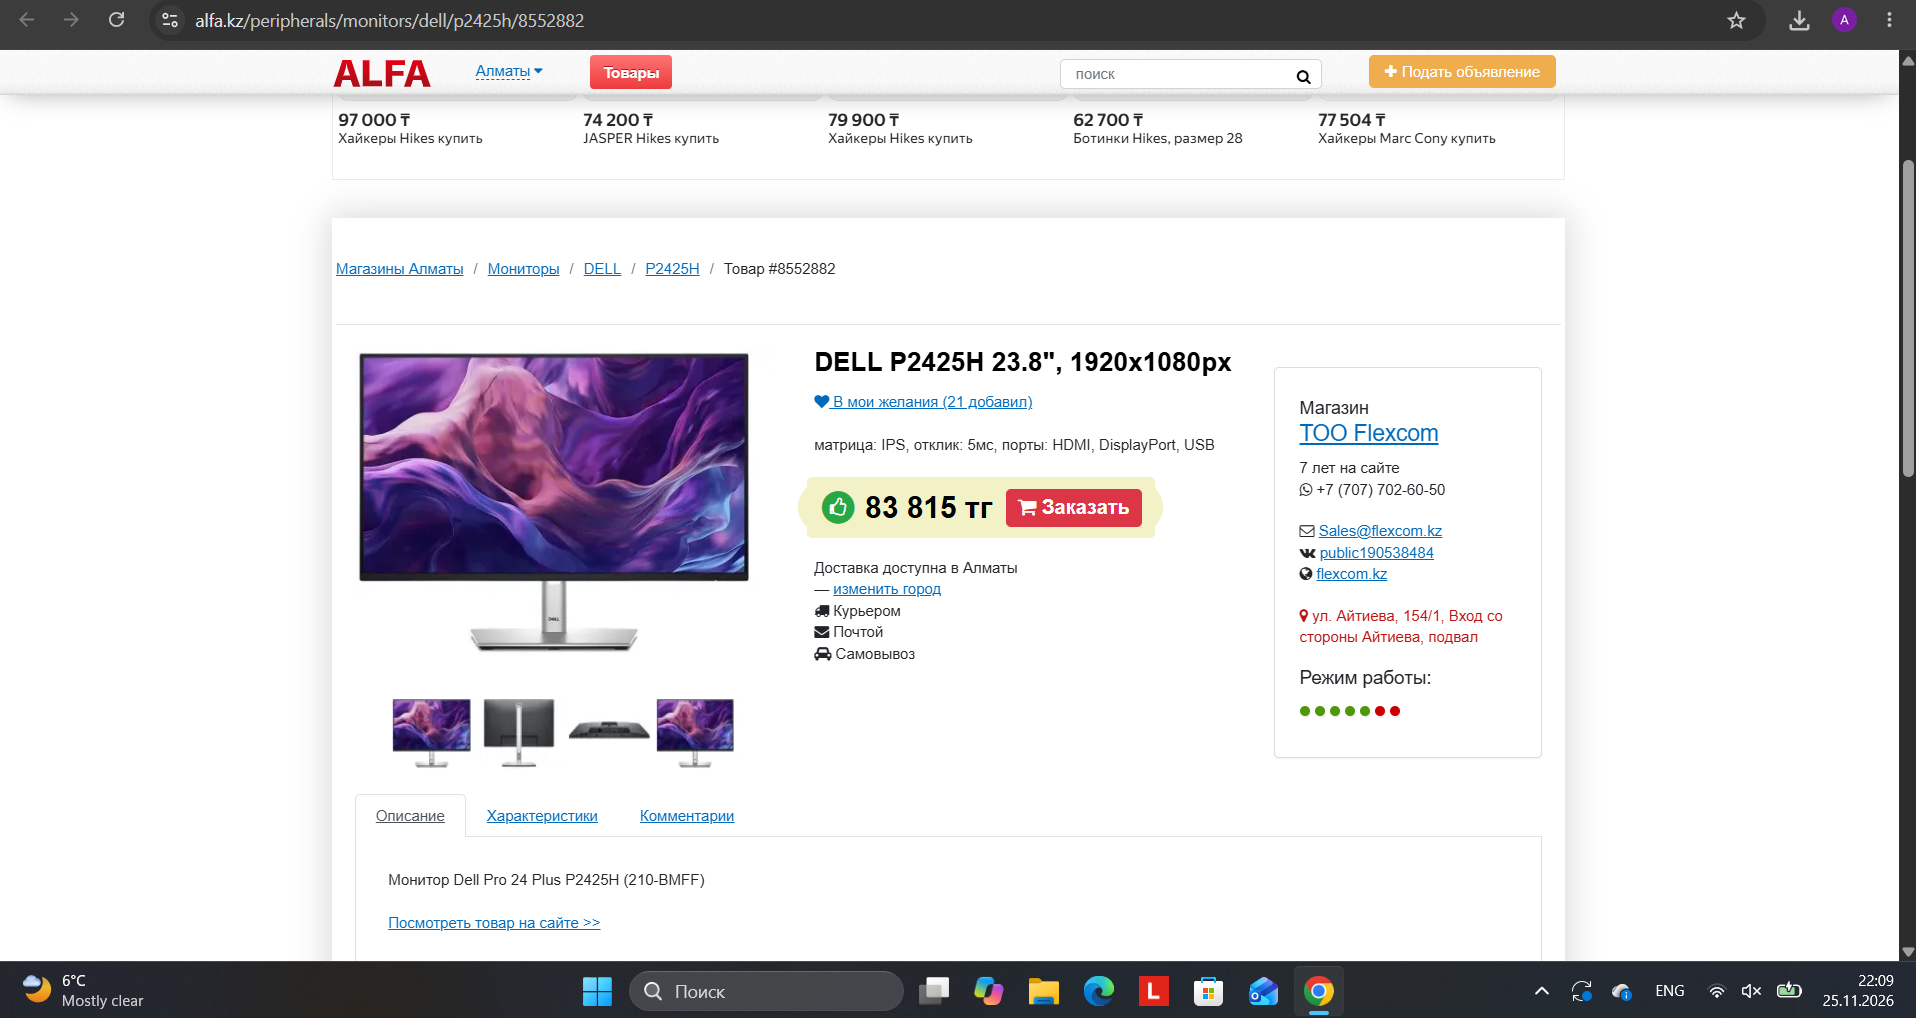 alfa.kz/peripherals/monitors/dell/p2425h/8552882
A
ALFA
Алматы
Товары
поиск
Подать объявление
97 000 ₸
Хайкеры Hikes купить
74 200 ₸
JASPER Hikes купить
79 900 ₸
Хайкеры Hikes купить
62 700 ₸
Ботинки Hikes, размер 28
77 504 ₸
Хайкеры Marc Cony купить
Магазины Алматы / Мониторы / DELL / P2425H / Товар #8552882
DELL P2425H 23.8", 1920x1080px
В мои желания (21 добавил)
матрица: IPS, отклик: 5мс, порты: HDMI, DisplayPort, USB
83 815 тг
Заказать
Доставка доступна в Алматы
— изменить город
Курьером
Почтой
Самовывоз
Магазин
ТОО Flexcom
7 лет на сайте
+7 (707) 702-60-50
Sales@flexcom.kz
public190538484
flexcom.kz
ул. Айтиева, 154/1, Вход со
стороны Айтиева, подвал
Режим работы:
DELL
Описание
Характеристики
Комментарии
Монитор Dell Pro 24 Plus P2425H (210-BMFF)
Посмотреть товар на сайте >>
6°C
Mostly clear
Поиск
L
ENG
22:09
25.11.2026